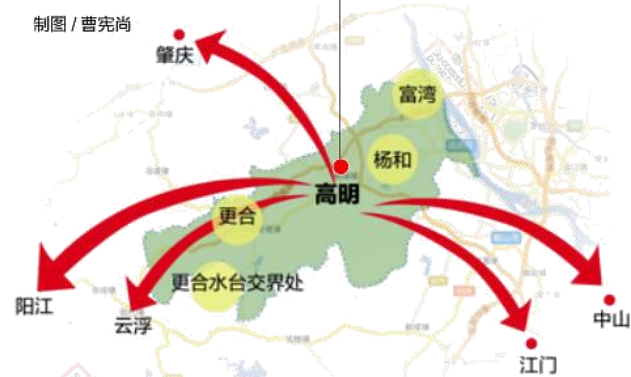 制图 / 曹宪尚
肇庆
富湾
杨和
高明
更合
更合水台交界处
阳江
云浮
中山
江门